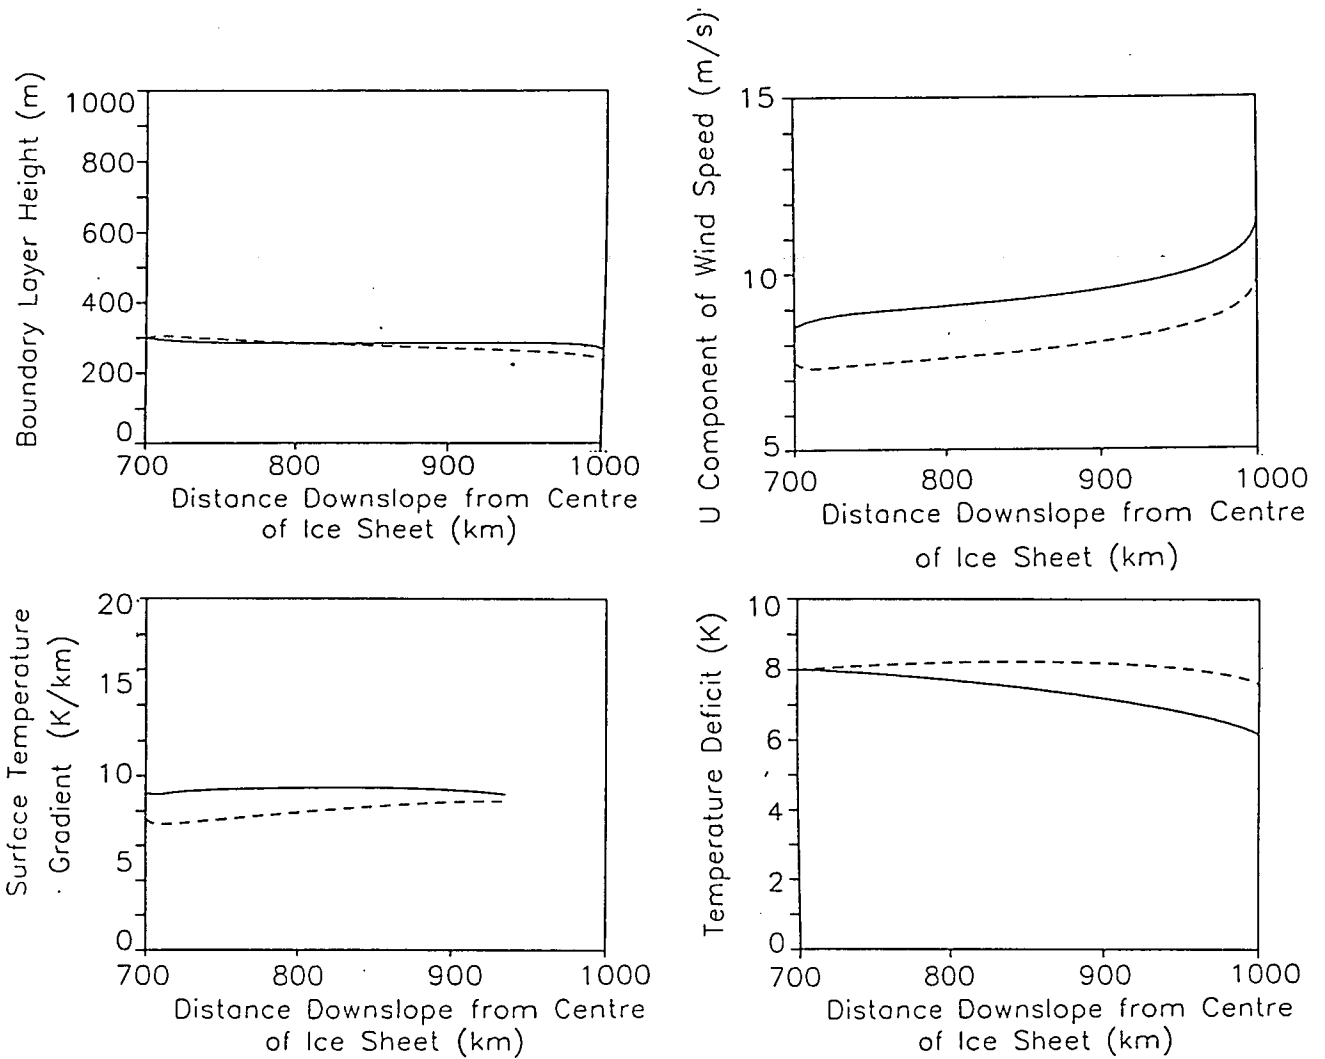 Boundary Layer Height (m)
1000
800
600
400
200
0
700 800 900 1000
Distance Downslope from Centre
of Ice Sheet (km)
U Component of Wind Speed (m/s)
15
10
5
700 800 900 1000
Distance Downslope from Centre
of Ice Sheet (km)
Surface Temperature
Gradient (K/km)
20
15
10
5
0
700 800 900 1000
Distance Downslope from Centre
of Ice Sheet (km)
Temperature Deficit (K)
10
8
6
4
2
0
700 800 900 1000
Distance Downslope from Centre
of Ice Sheet (km)